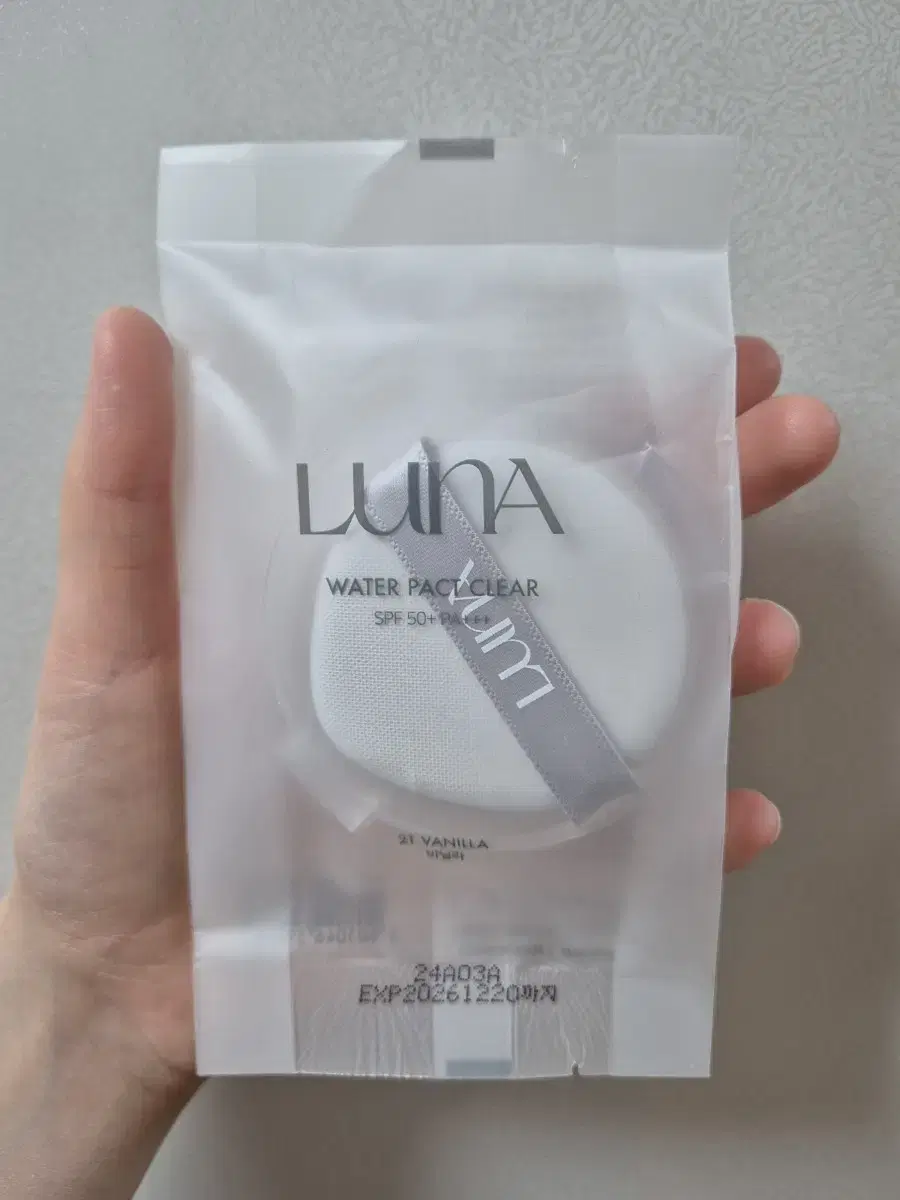 LUNA
WATER PACT CLEAR
SPF 50+ PA+++
LUNA
21 VANILLA
바닐라
24A03A
EXP20261220까지